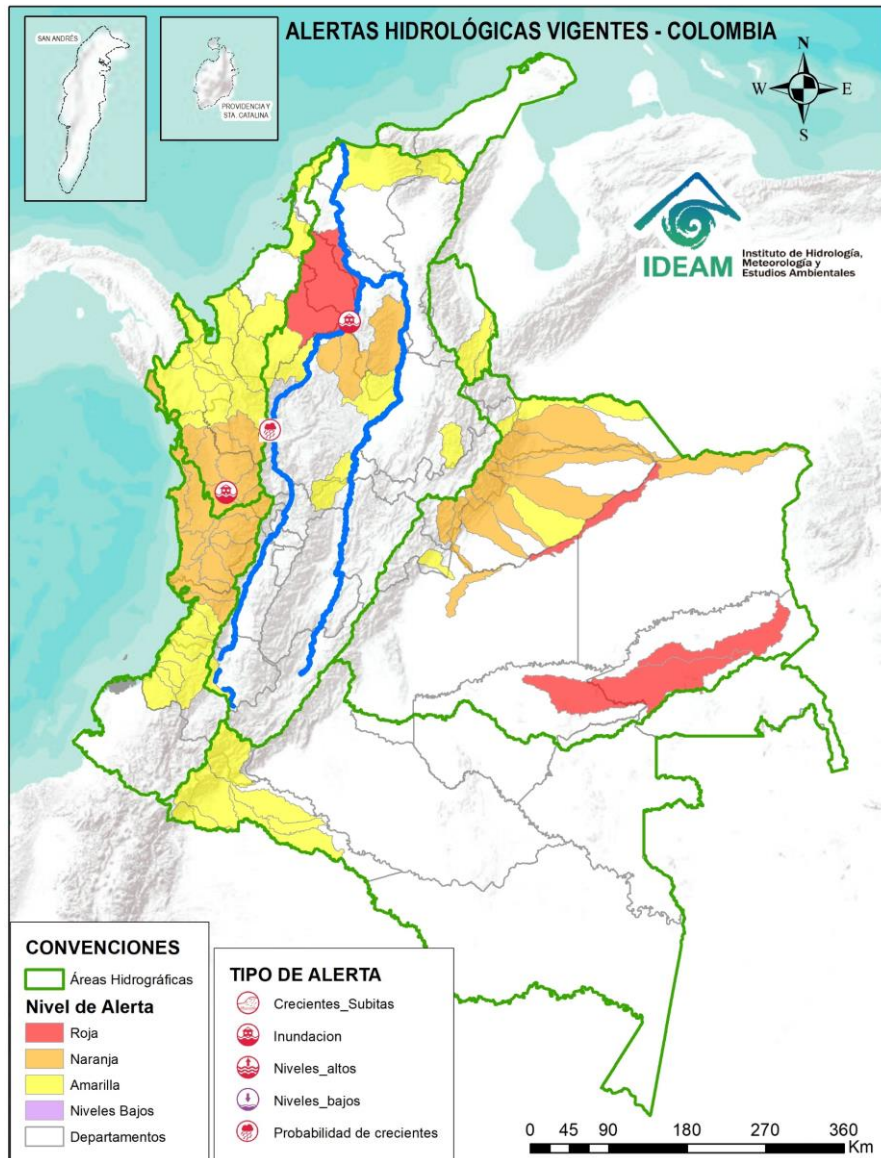 ALERTAS HIDROLÓGICAS VIGENTES - COLOMBIA
SAN ANDRÉS
PROVIDENCIA Y
STA. CATALINA
N
W
E
S
IDEAM
Instituto de Hidrología,
Meteorología y
Estudios Ambientales
CONVENCIONES
Áreas Hidrográficas
Nivel de Alerta
Roja
Naranja
Amarilla
Niveles Bajos
Departamentos
TIPO DE ALERTA
Crecientes_Subitas
Inundacion
Niveles_altos
Niveles_bajos
Probabilidad de crecientes
0 45 90 180 270 360
Km